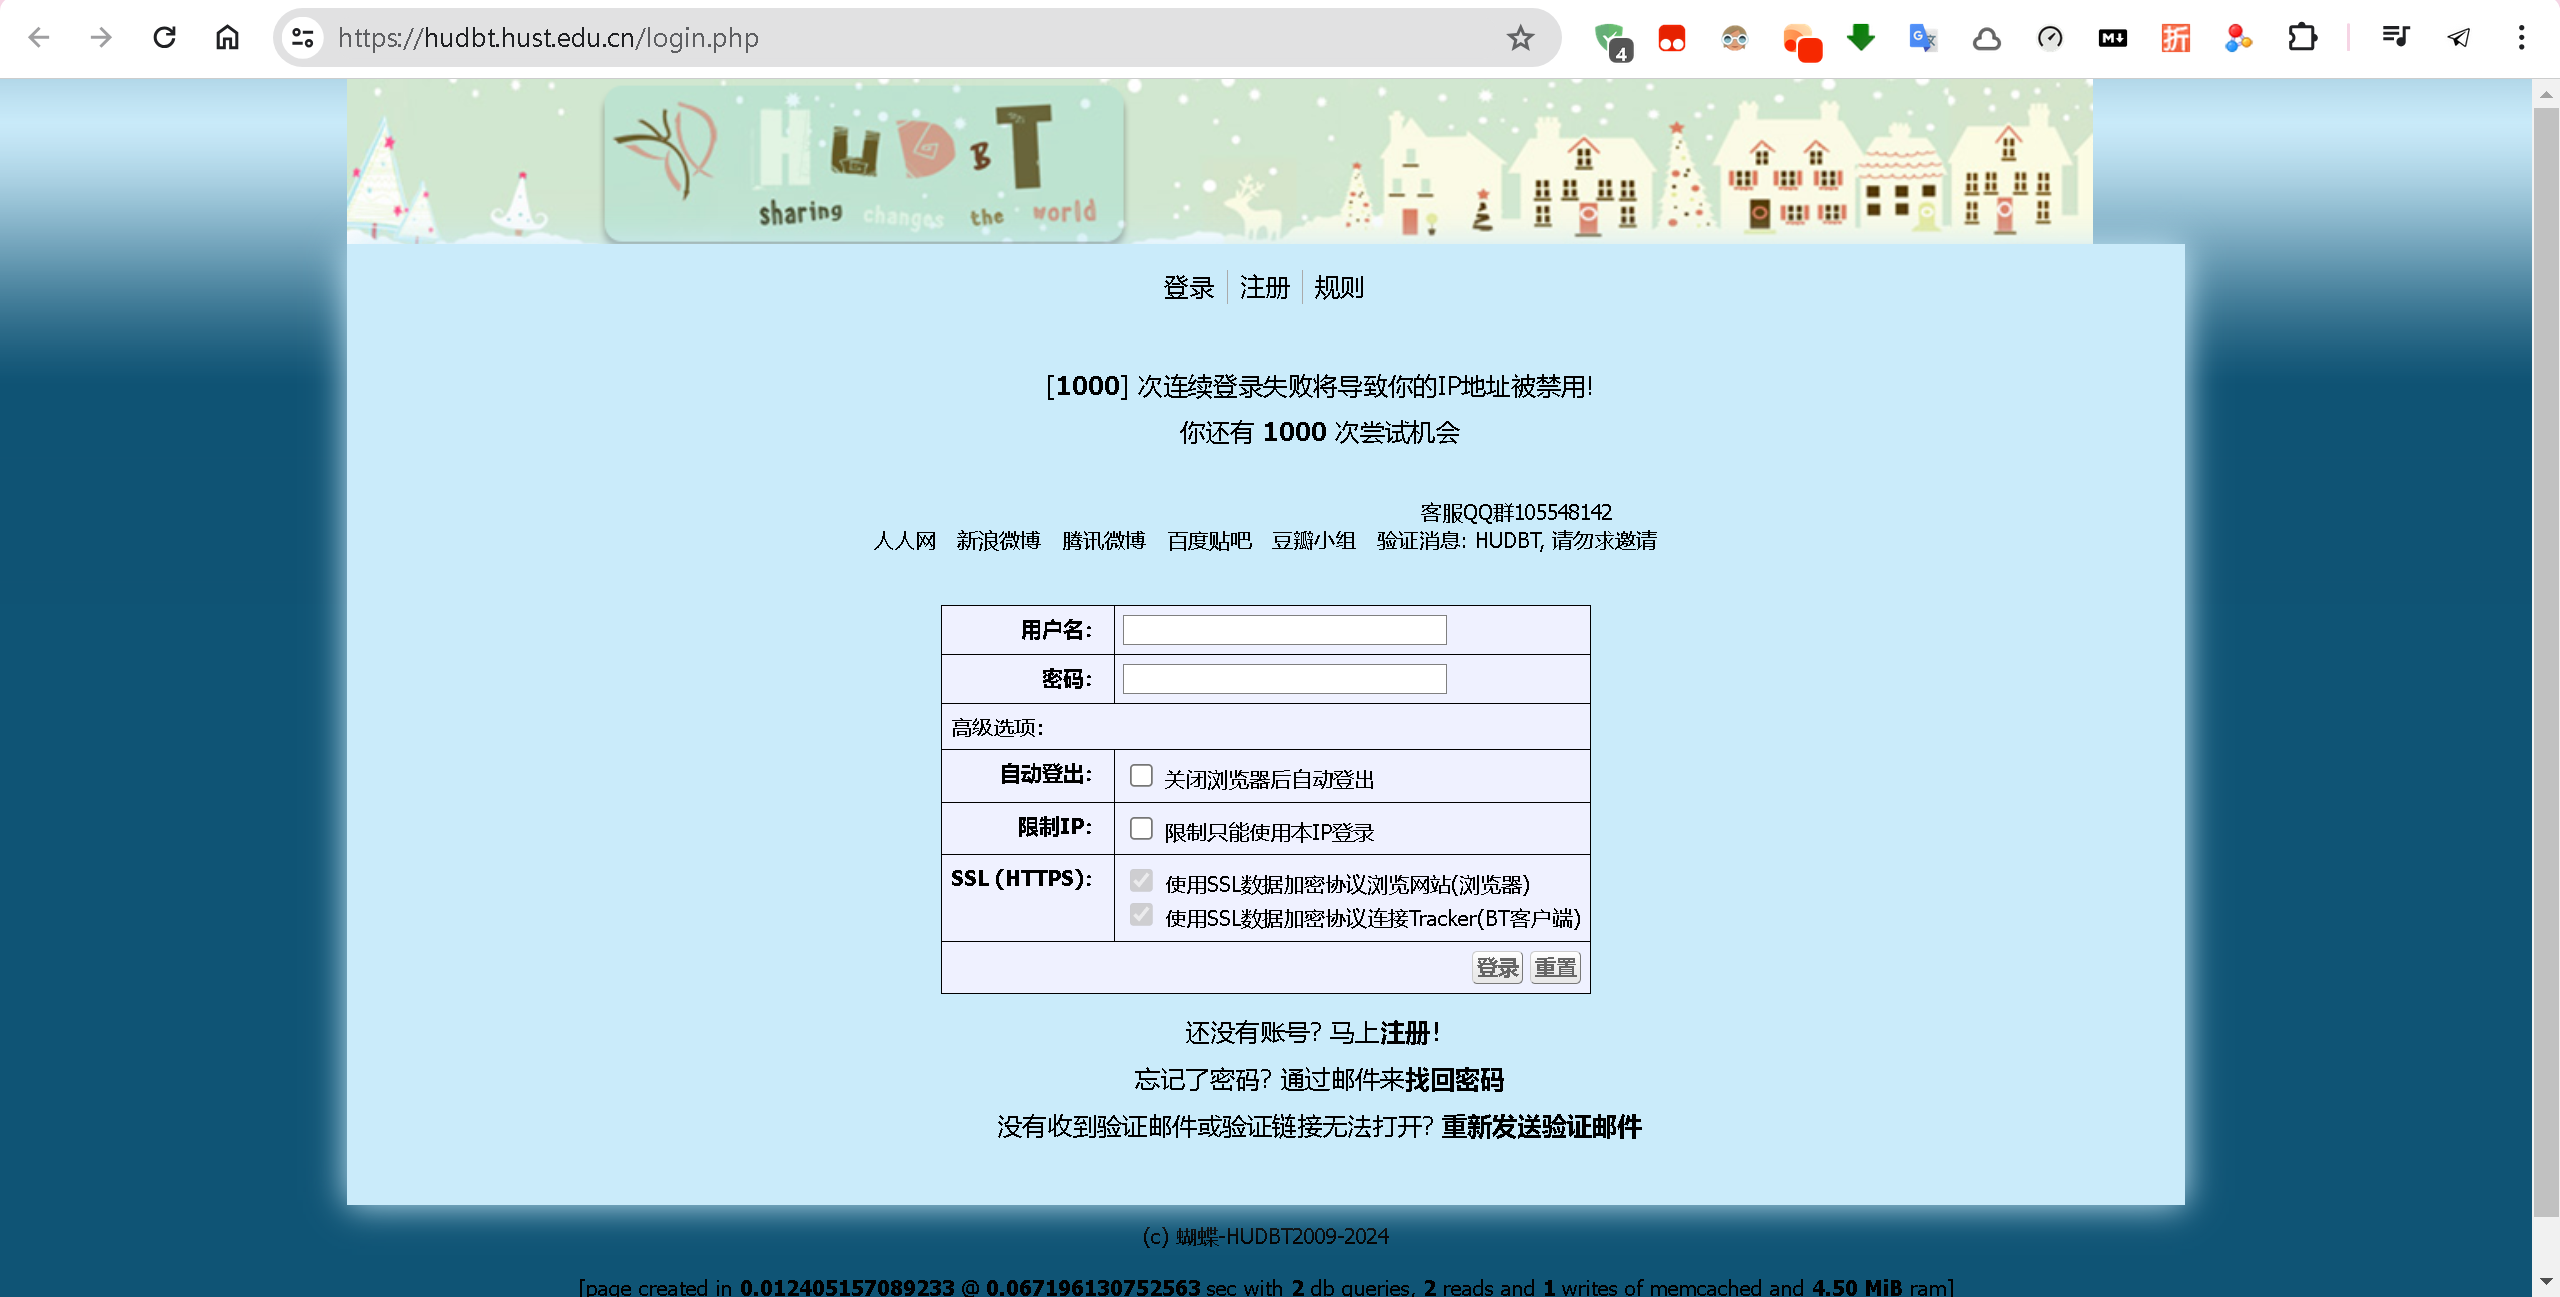 https://hudbt.hust.edu.cn/login.php
4
HUDBT
sharing changes the world
登录 注册 规则
[1000] 次连续登录失败将导致你的IP地址被禁用!
你还有 1000 次尝试机会
客服QQ群105548142
人人网 新浪微博 腾讯微博 百度贴吧 豆瓣小组 验证消息: HUDBT, 请勿求邀请
用户名:
密码:
高级选项:
自动登出: 关闭浏览器后自动登出
限制IP: 限制只能使用本IP登录
SSL (HTTPS): 使用SSL数据加密协议浏览网站(浏览器)
使用SSL数据加密协议连接Tracker(BT客户端)
登录 重置
还没有账号? 马上注册!
忘记了密码? 通过邮件来找回密码
没有收到验证邮件或验证链接无法打开? 重新发送验证邮件
(c) 蝴蝶-HUDBT2009-2024
[page created in 0.012405157089233 @ 0.067196130752563 sec with 2 db queries, 2 reads and 1 writes of memcached and 4.50 MiB ram]